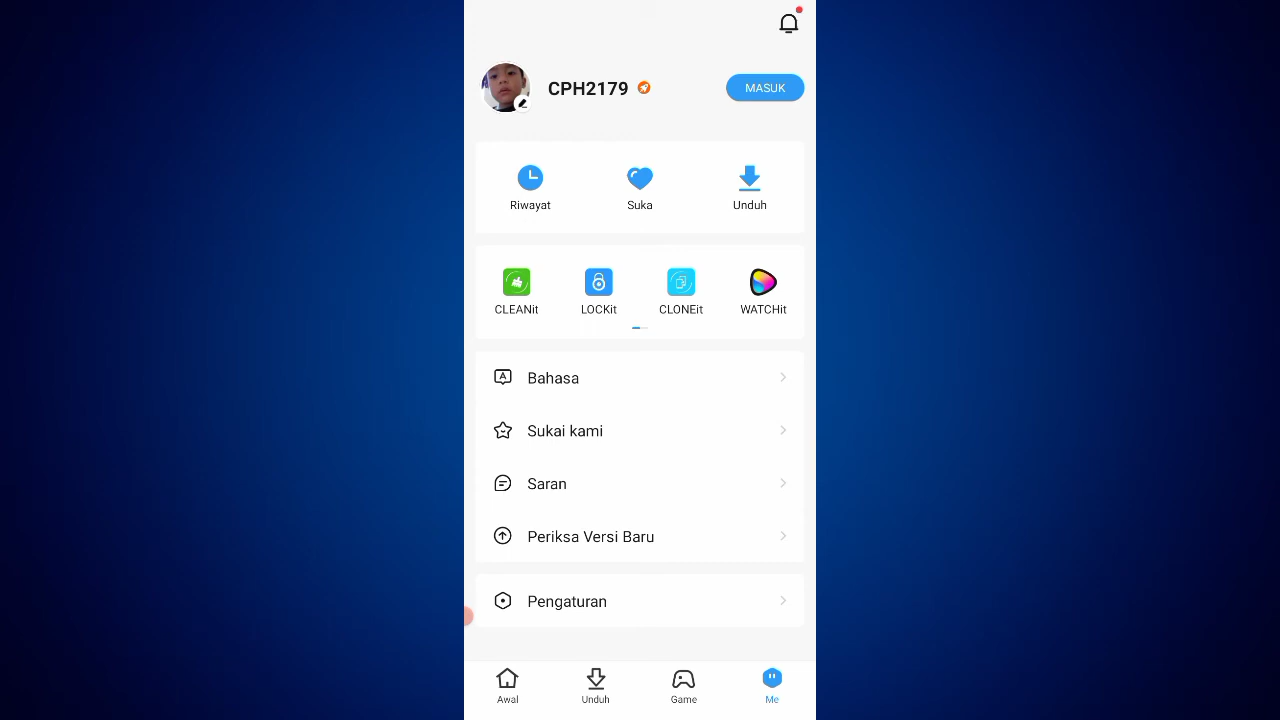 CPH2179
MASUK
Riwayat
Suka
Unduh
CLEANit
LOCKit
CLONEit
WATCHit
Bahasa
Sukai kami
Saran
Periksa Versi Baru
Pengaturan
Awal
Unduh
Game
Me